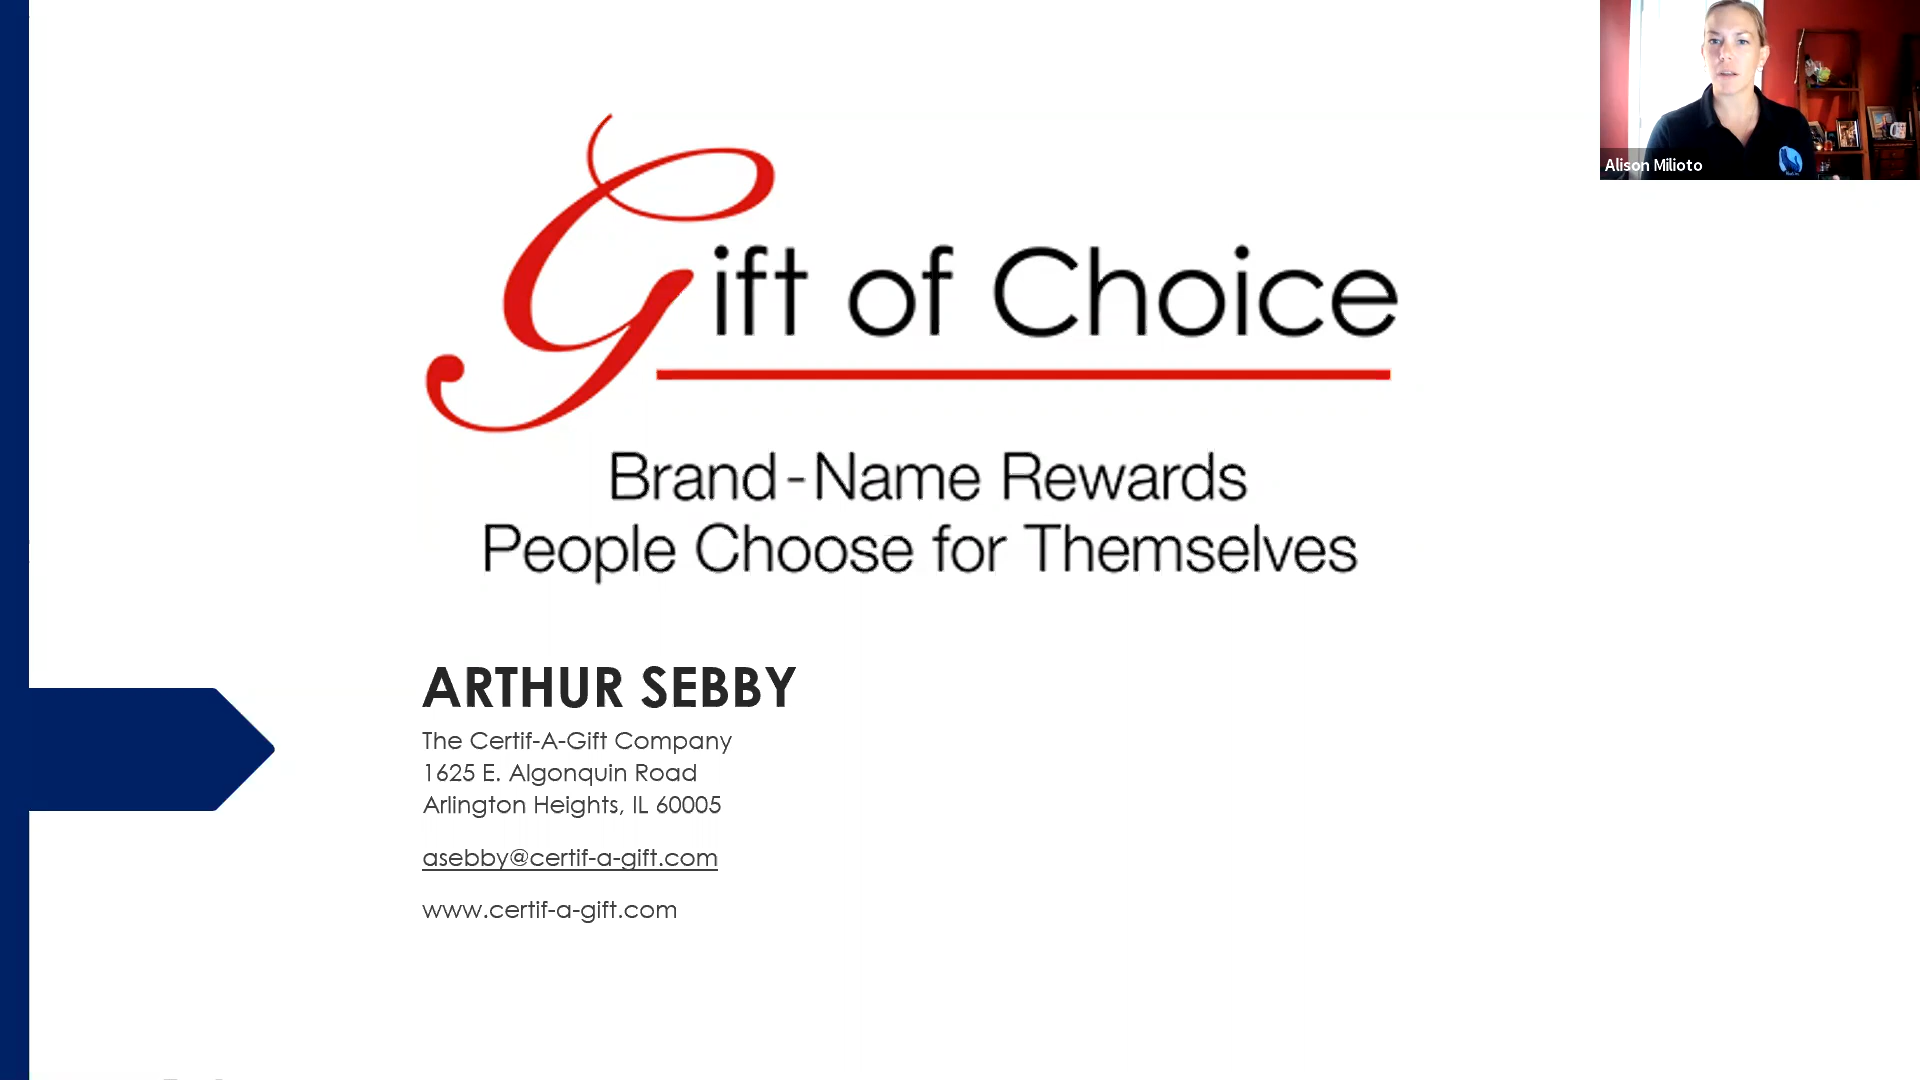 Gift of Choice
Brand-Name Rewards
People Choose for Themselves
ARTHUR SEBBY
The Certif-A-Gift Company
1625 E. Algonquin Road
Arlington Heights, IL 60005
asebby@certif-a-gift.com
www.certif-a-gift.com
Alison Milioto